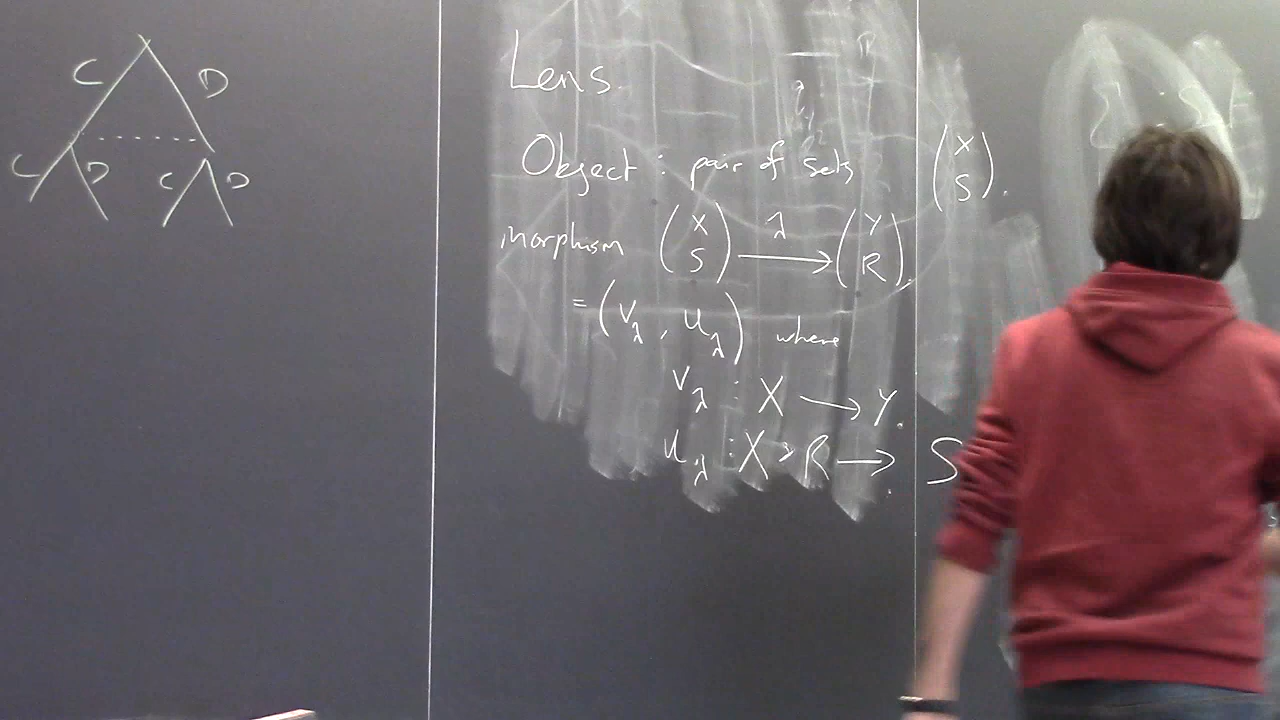 C D
C D C D
Lens.
Object : pair of sets (X S).
morphism (X S) λ → (Y R).
= (v_λ , u_λ) where
v_λ : X → Y.
u_λ : X × R → S